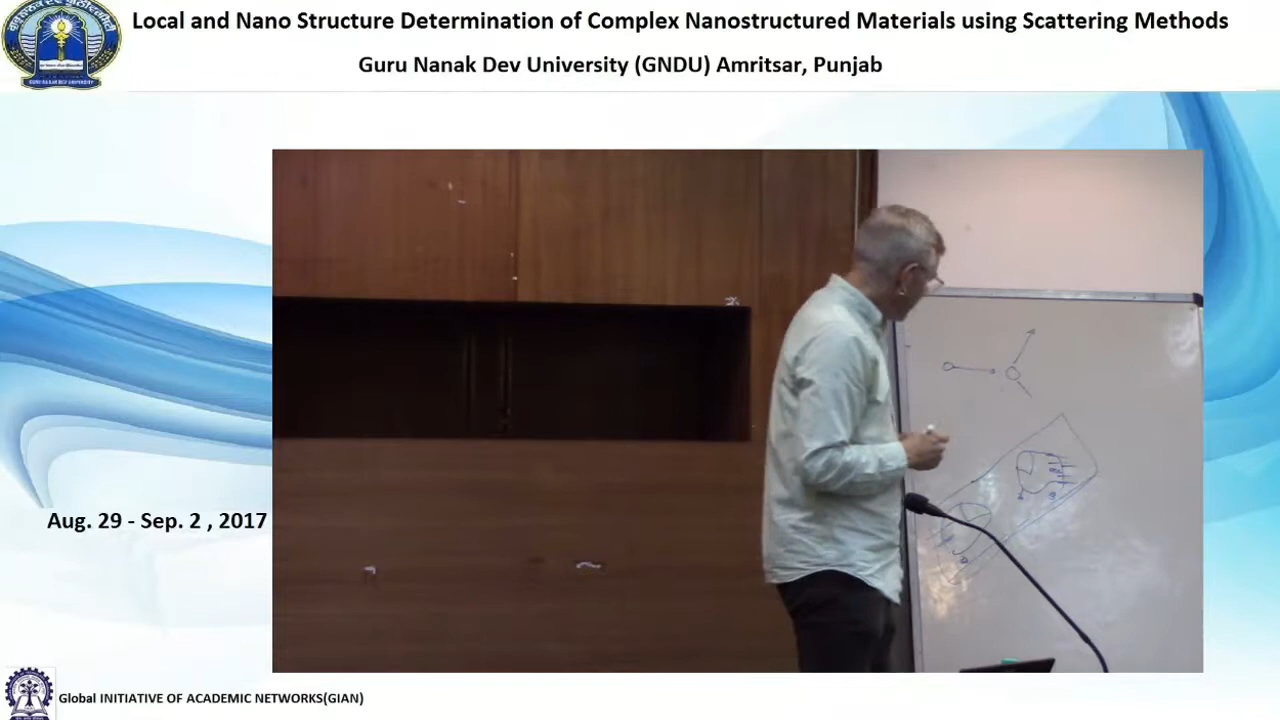 Local and Nano Structure Determination of Complex Nanostructured Materials using Scattering Methods
Guru Nanak Dev University (GNDU) Amritsar, Punjab
Aug. 29 - Sep. 2 , 2017
Global INITIATIVE OF ACADEMIC NETWORKS(GIAN)